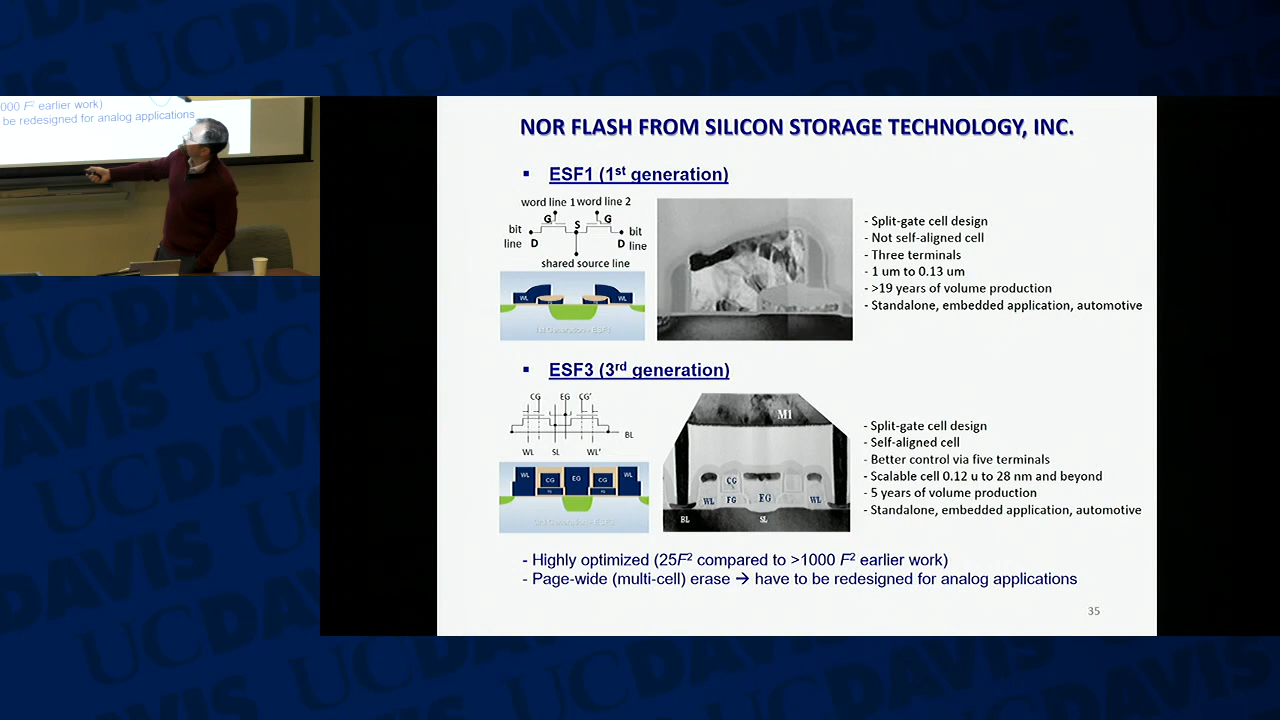 UC DAVIS
000 F² earlier work)
be redesigned for analog applications
NOR FLASH FROM SILICON STORAGE TECHNOLOGY, INC.
▪ ESF1 (1st generation)
word line 1 word line 2
G S G
bit line D
D bit line
shared source line
WL WL
1st Generation - ESF1
- Split-gate cell design
- Not self-aligned cell
- Three terminals
- 1 um to 0.13 um
- >19 years of volume production
- Standalone, embedded application, automotive
▪ ESF3 (3rd generation)
CG EG CG'
BL
WL SL WL'
WL CG EG CG WL
M1
CG
WL FG EG WL
BL SL
- Split-gate cell design
- Self-aligned cell
- Better control via five terminals
- Scalable cell 0.12 u to 28 nm and beyond
- 5 years of volume production
- Standalone, embedded application, automotive
- Highly optimized (25F² compared to >1000 F² earlier work)
- Page-wide (multi-cell) erase → have to be redesigned for analog applications
35